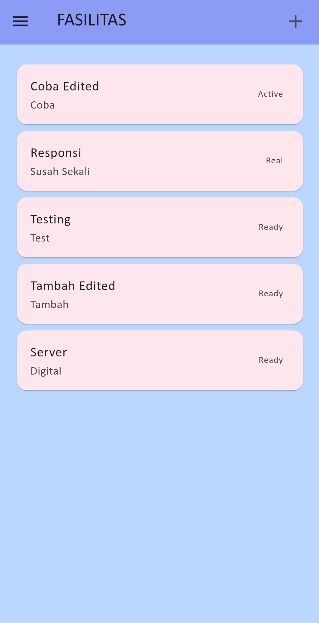 FASILITAS
Coba Edited
Coba
Active
Responsi
Susah Sekali
Real
Testing
Test
Ready
Tambah Edited
Tambah
Ready
Server
Digital
Ready